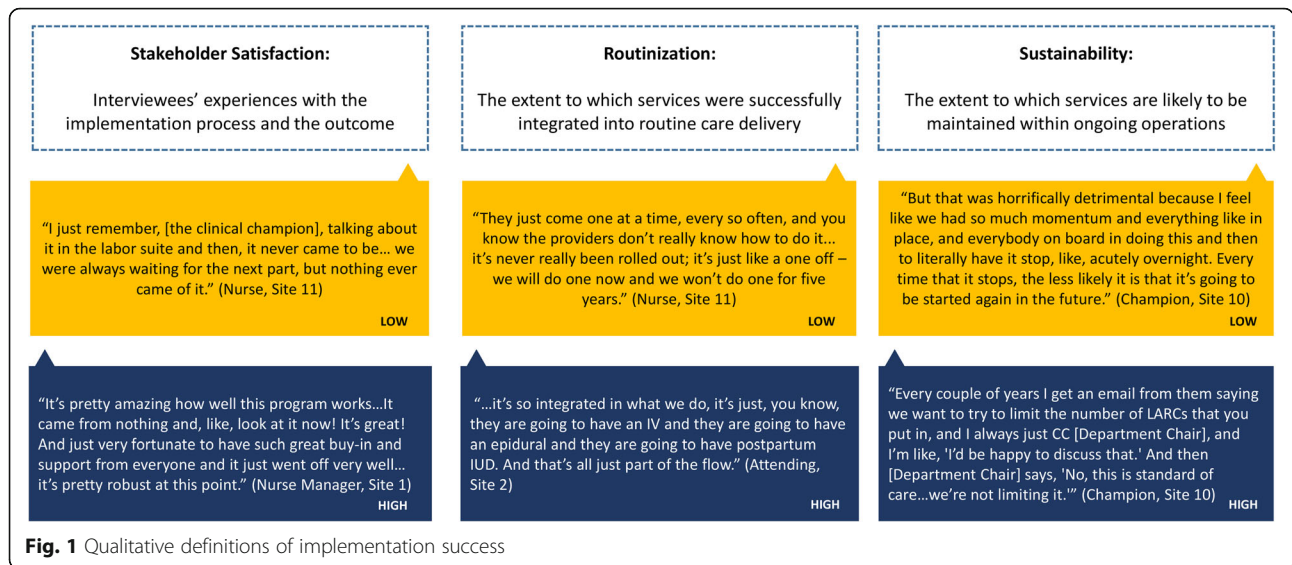 Stakeholder Satisfaction:
Interviewees’ experiences with the
implementation process and the outcome
“I just remember, [the clinical champion], talking about
it in the labor suite and then, it never came to be... we
were always waiting for the next part, but nothing ever
came of it.” (Nurse, Site 11)
LOW
“It’s pretty amazing how well this program works...It
came from nothing and, like, look at it now! It’s great!
And just very fortunate to have such great buy-in and
support from everyone and it just went off very well...
it’s pretty robust at this point.” (Nurse Manager, Site 1)
HIGH
Routinization:
The extent to which services were successfully
integrated into routine care delivery
“They just come one at a time, every so often, and you
know the providers don’t really know how to do it...
it’s never really been rolled out; it’s just like a one off –
we will do one now and we won’t do one for five
years.” (Nurse, Site 11)
LOW
“...it’s so integrated in what we do, it’s just, you know,
they are going to have an IV and they are going to have
an epidural and they are going to have postpartum
IUD. And that’s all just part of the flow.” (Attending,
Site 2)
HIGH
Sustainability:
The extent to which services are likely to be
maintained within ongoing operations
“But that was horrifically detrimental because I feel
like we had so much momentum and everything like in
place, and everybody on board in doing this and then
to literally have it stop, like, acutely overnight. Every
time that it stops, the less likely it is that it’s going to
be started again in the future.” (Champion, Site 10)
LOW
“Every couple of years I get an email from them saying
we want to try to limit the number of LARCs that you
put in, and I always just CC [Department Chair], and
I’m like, 'I’d be happy to discuss that.' And then
[Department Chair] says, 'No, this is standard of
care...we’re not limiting it.'” (Champion, Site 10)
HIGH
Fig. 1 Qualitative definitions of implementation success